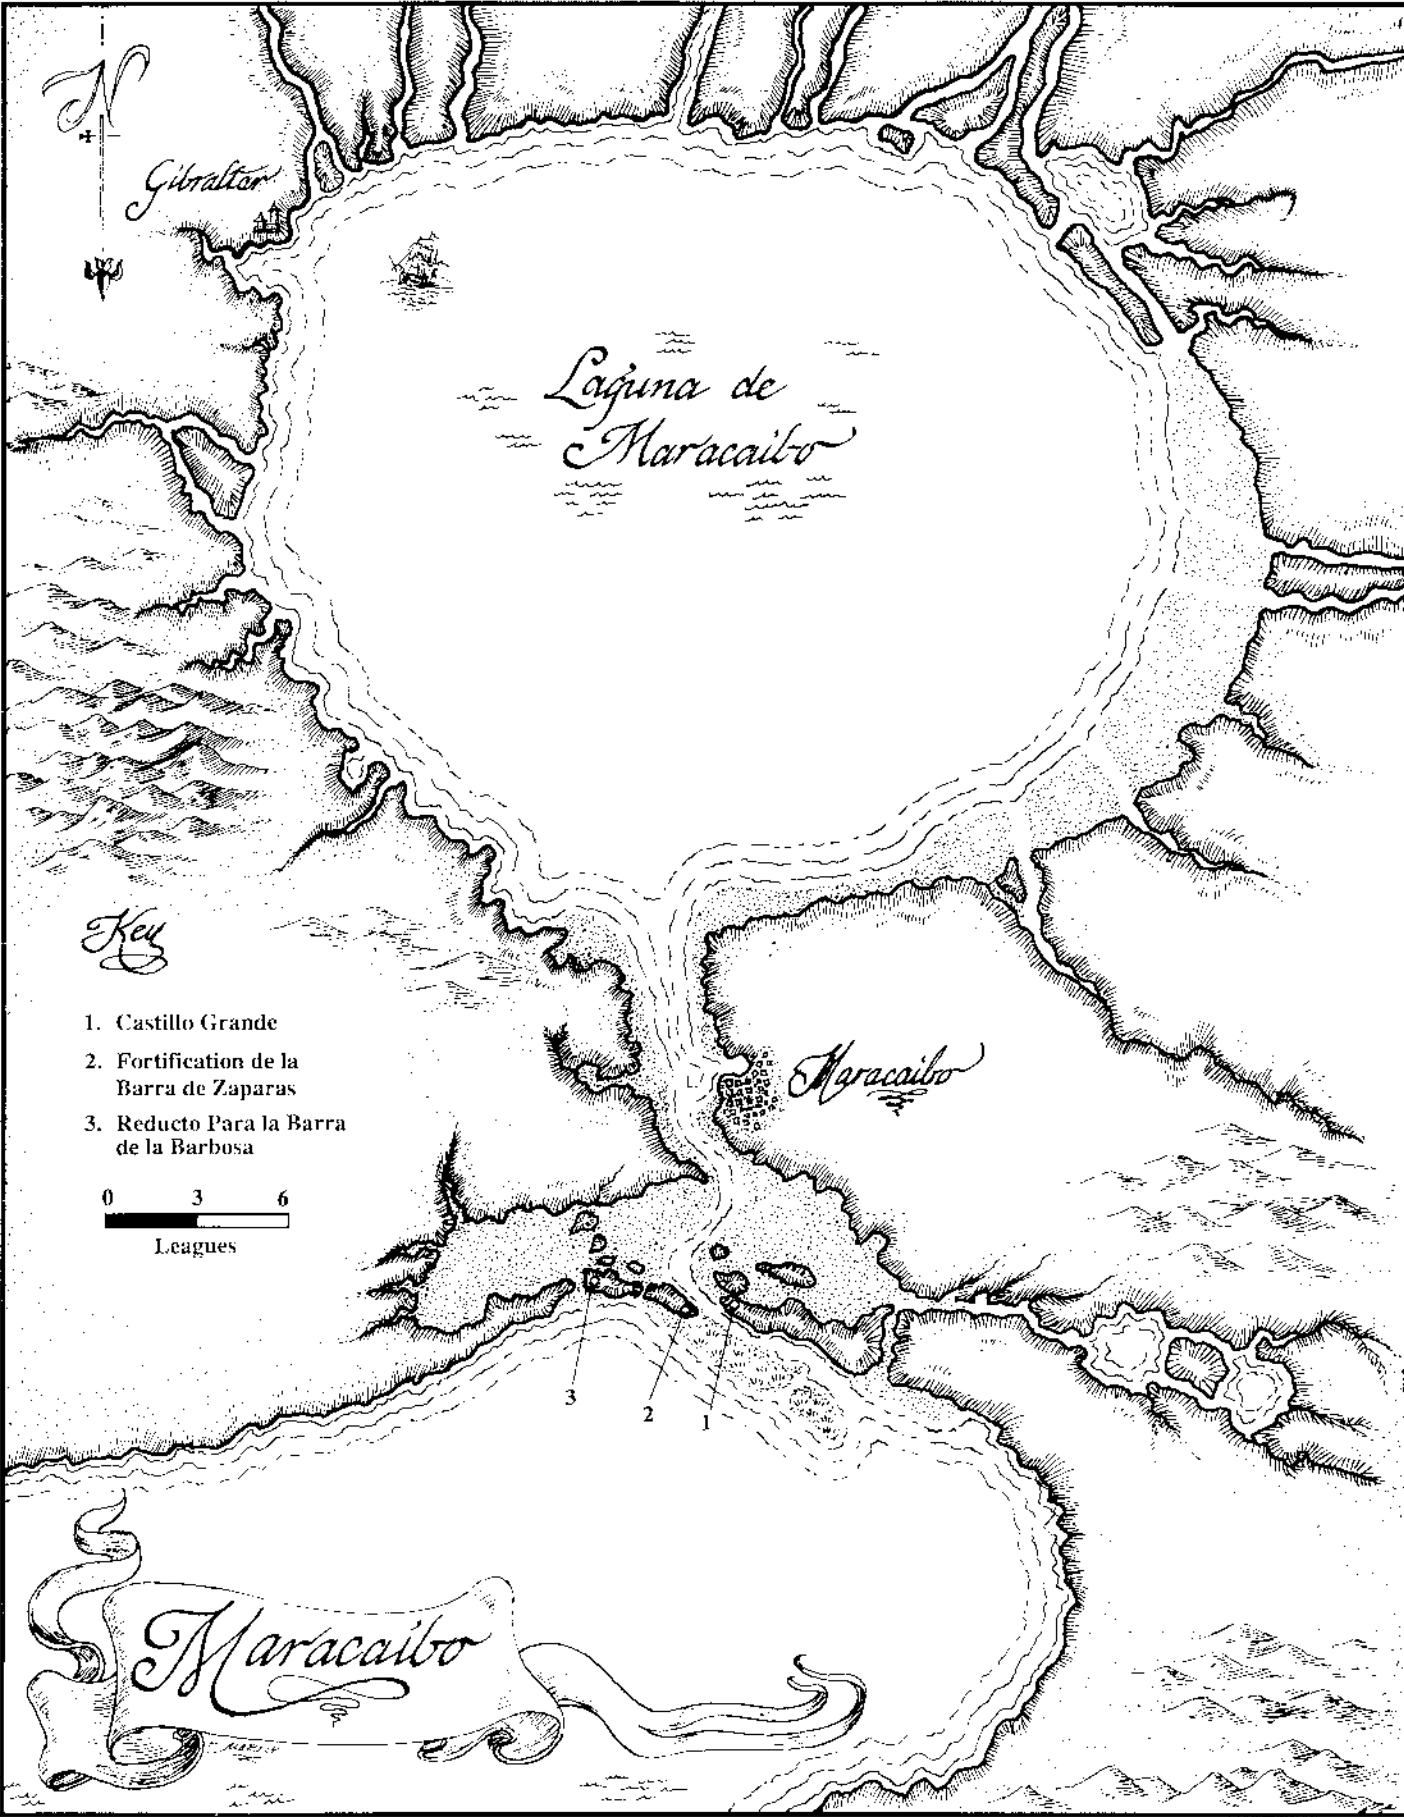 N
Gibraltar
Laguna de
Maracaibo
Key
1. Castillo Grande
2. Fortification de la
Barra de Zaparas
3. Reducto Para la Barra
de la Barbosa
0 3 6
Leagues
Maracaibo
3
2
1
Maracaibo